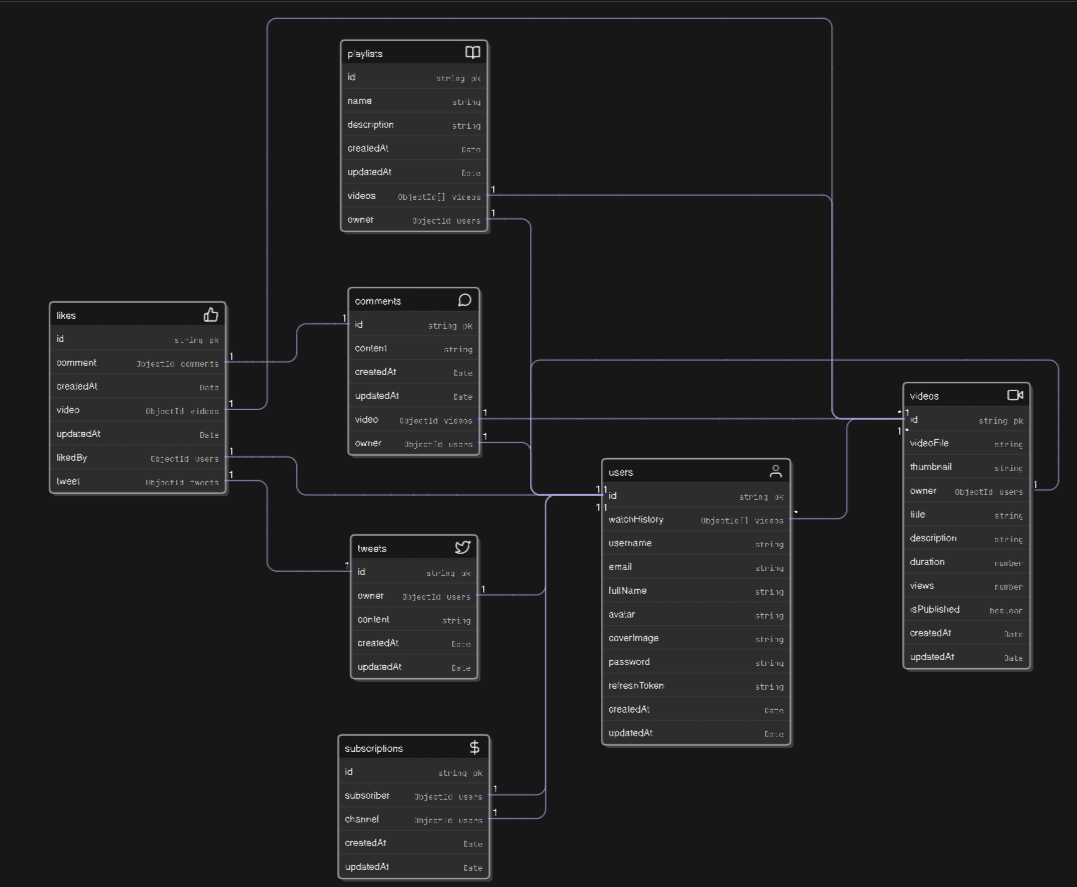 playlists
id string pk
name string
description string
createdAt Date
updatedAt Date
videos ObjectId[] videos 1
owner ObjectId users 1
likes
id string pk
comment ObjectId comments 1
createdAt Date
video ObjectId videos 1
updatedAt Date
likedBy ObjectId users 1
tweet ObjectId tweets 1
comments
1 id string pk
content string
createdAt Date
updatedAt Date
video ObjectId videos 1
owner ObjectId users 1
tweets
1 id string pk
owner ObjectId users 1
content string
createdAt Date
updatedAt Date
subscriptions
id string pk
subscriber ObjectId users 1
channel ObjectId users 1
createdAt Date
updatedAt Date
users
1 1 id string pk
1 1
watchHistory ObjectId[] videos *
username string
email string
fullName string
avatar string
coverImage string
password string
refreshToken string
createdAt Date
updatedAt Date
videos
* 1 id string pk
1 *
videoFile string
thumbnail string
owner ObjectId users 1
title string
description string
duration number
views number
isPublished boolean
createdAt Date
updatedAt Date